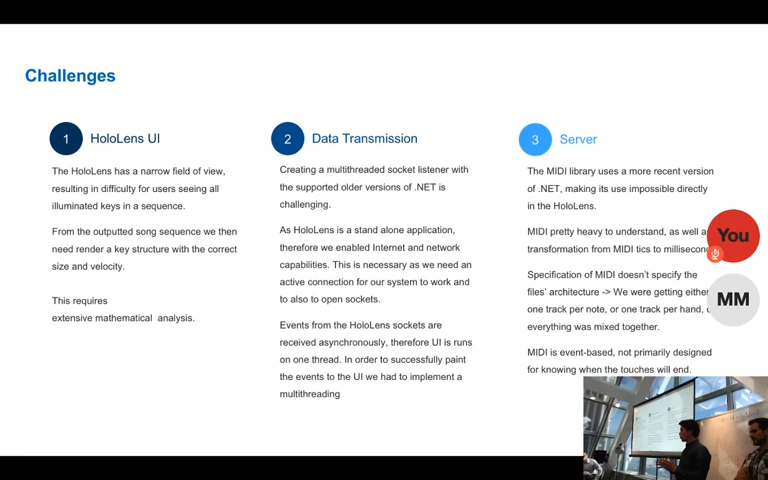 Challenges
1 HoloLens UI
The HoloLens has a narrow field of view,
resulting in difficulty for users seeing all
illuminated keys in a sequence.
From the outputted song sequence we then
need render a key structure with the correct
size and velocity.
This requires
extensive mathematical analysis.
2 Data Transmission
Creating a multithreaded socket listener with
the supported older versions of .NET is
challenging.
As HoloLens is a stand alone application,
therefore we enabled Internet and network
capabilities. This is necessary as we need an
active connection for our system to work and
to also to open sockets.
Events from the HoloLens sockets are
received asynchronously, therefore UI is runs
on one thread. In order to successfully paint
the events to the UI we had to implement a
multithreading
3 Server
The MIDI library uses a more recent version
of .NET, making its use impossible directly
in the HoloLens.
MIDI pretty heavy to understand, as well
transformation from MIDI tics to
Specification of MIDI doesn't specify the
files' architecture -> We were getting either
one track per note, or one track per hand,
everything was mixed together.
MIDI is event-based, not primarily designed
for knowing when the touches will end.
You
MM